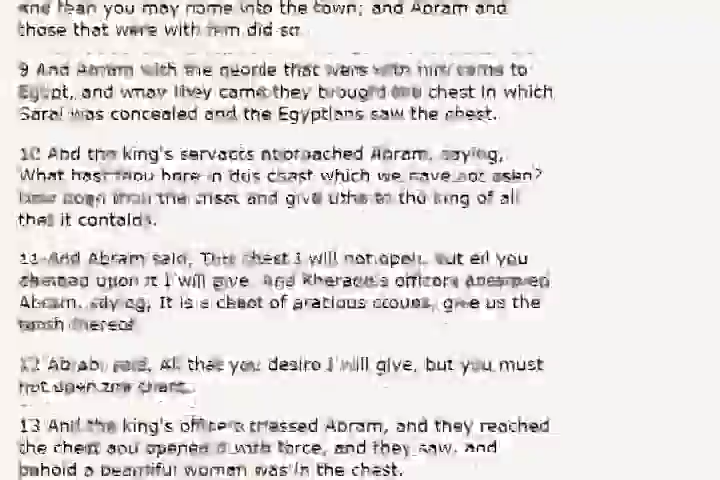 than you may come into the town; and Abram and
those that were with him did so
9 And Abram with the people that were with him came to
Egypt, and they came they brought the chest in which
Sarai was concealed and the Egyptians saw the chest.
10 And the king's servants approached Abram, saying,
What hast thou here in this chest which we have not seen?
the chest and give tithe to the king of all
that it contains.
11 And Abram said, This chest I will not open, but all you
demand upon it I will give. And officers answered
Abram, saying, It is a chest of precious stones, give us the
tenth thereof.
12 Abram said, All that you desire I will give, but you must
not open the chest.
13 And the king's officers pressed Abram, and they reached
the chest and opened it with force, and they saw, and
behold a beautiful woman was in the chest.